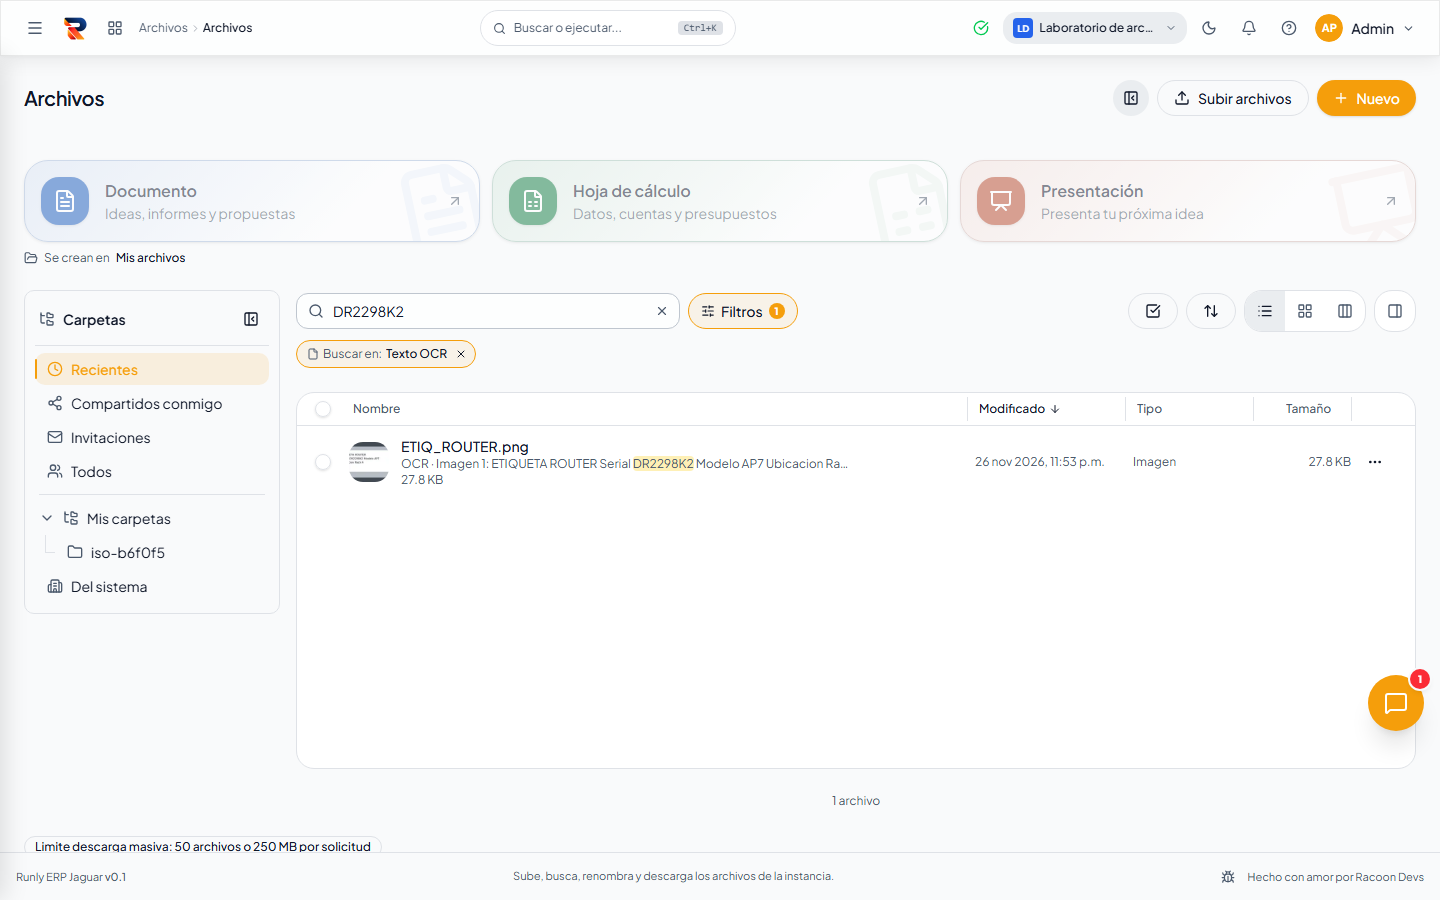 Archivos > Archivos
Buscar o ejecutar... Ctrl+K
LD Laboratorio de arc...
AP Admin
Archivos
Subir archivos
+ Nuevo
Documento
Ideas, informes y propuestas
Hoja de cálculo
Datos, cuentas y presupuestos
Presentación
Presenta tu próxima idea
Se crean en Mis archivos
Carpetas
Recientes
Compartidos conmigo
Invitaciones
Todos
Mis carpetas
iso-b6f0f5
Del sistema
DR2298K2
Filtros 1
Buscar en: Texto OCR
Nombre Modificado Tipo Tamaño
ETIQ_ROUTER.png
OCR · Imagen 1: ETIQUETA ROUTER Serial DR2298K2 Modelo AP7 Ubicacion Ra...
27.8 KB
26 nov 2026, 11:53 p.m. Imagen 27.8 KB
1
1 archivo
Limite descarga masiva: 50 archivos o 250 MB por solicitud
Runly ERP Jaguar v0.1
Sube, busca, renombra y descarga los archivos de la instancia.
Hecho con amor por Racoon Devs